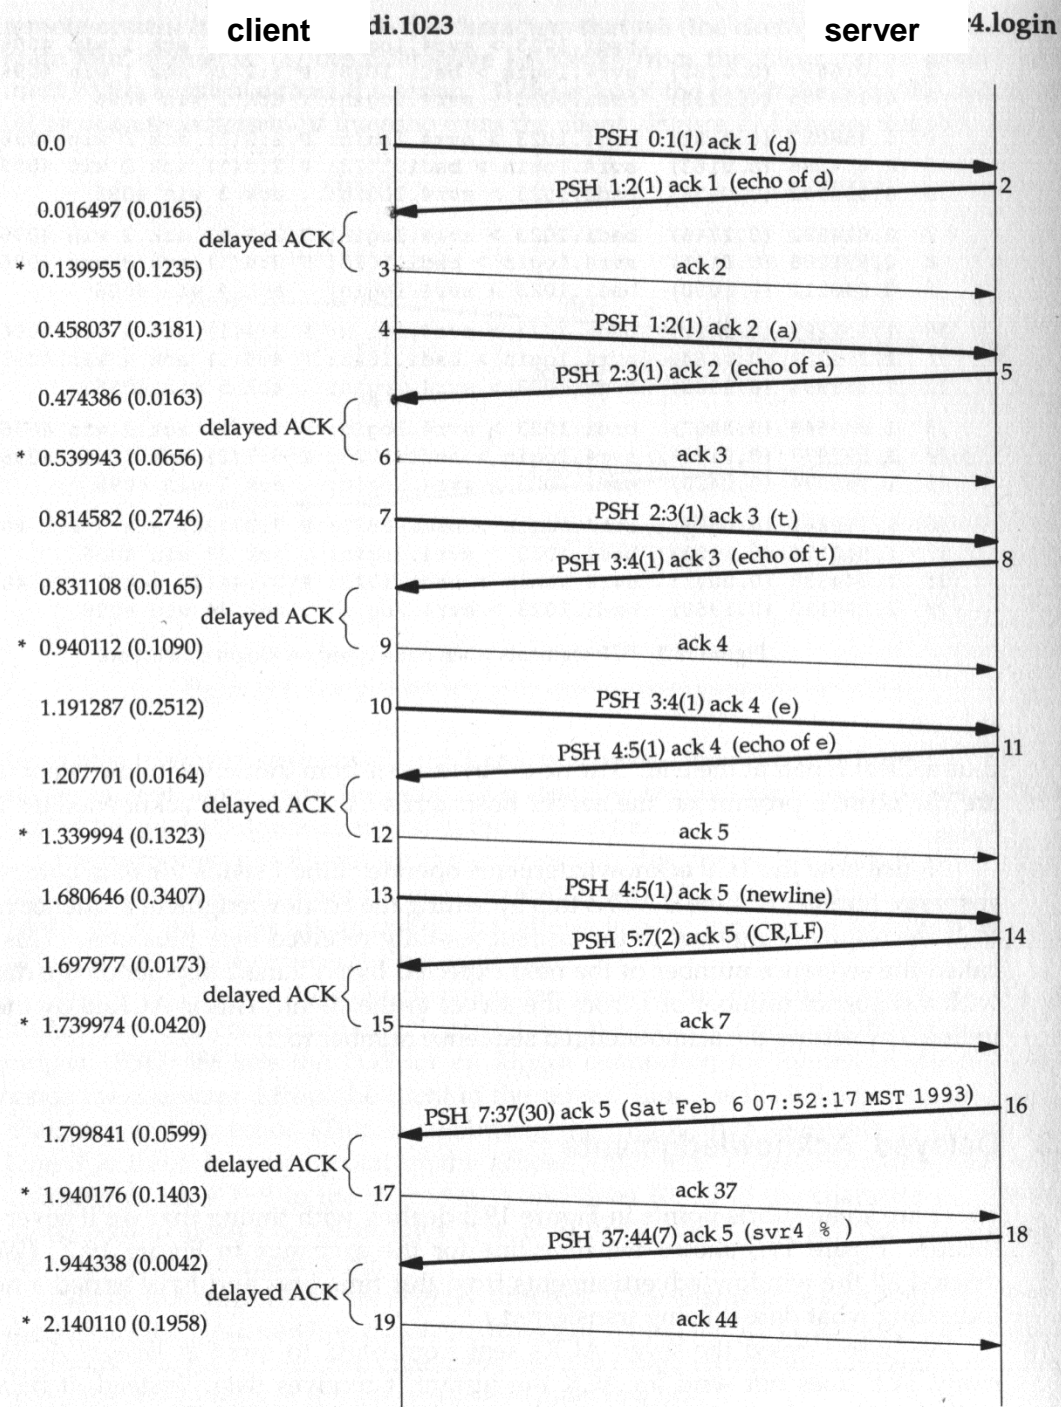 client di.1023 server 4.login
0.0 1 PSH 0:1(1) ack 1 (d)
PSH 1:2(1) ack 1 (echo of d) 2
0.016497 (0.0165)
delayed ACK
* 0.139955 (0.1235) 3 ack 2
0.458037 (0.3181) 4 PSH 1:2(1) ack 2 (a)
PSH 2:3(1) ack 2 (echo of a) 5
0.474386 (0.0163)
delayed ACK
* 0.539943 (0.0656) 6 ack 3
0.814582 (0.2746) 7 PSH 2:3(1) ack 3 (t)
PSH 3:4(1) ack 3 (echo of t) 8
0.831108 (0.0165)
delayed ACK
* 0.940112 (0.1090) 9 ack 4
1.191287 (0.2512) 10 PSH 3:4(1) ack 4 (e)
PSH 4:5(1) ack 4 (echo of e) 11
1.207701 (0.0164)
delayed ACK
* 1.339994 (0.1323) 12 ack 5
1.680646 (0.3407) 13 PSH 4:5(1) ack 5 (newline)
PSH 5:7(2) ack 5 (CR,LF) 14
1.697977 (0.0173)
delayed ACK
* 1.739974 (0.0420) 15 ack 7
PSH 7:37(30) ack 5 (Sat Feb 6 07:52:17 MST 1993) 16
1.799841 (0.0599)
delayed ACK
* 1.940176 (0.1403) 17 ack 37
PSH 37:44(7) ack 5 (svr4 % ) 18
1.944338 (0.0042)
delayed ACK
* 2.140110 (0.1958) 19 ack 44